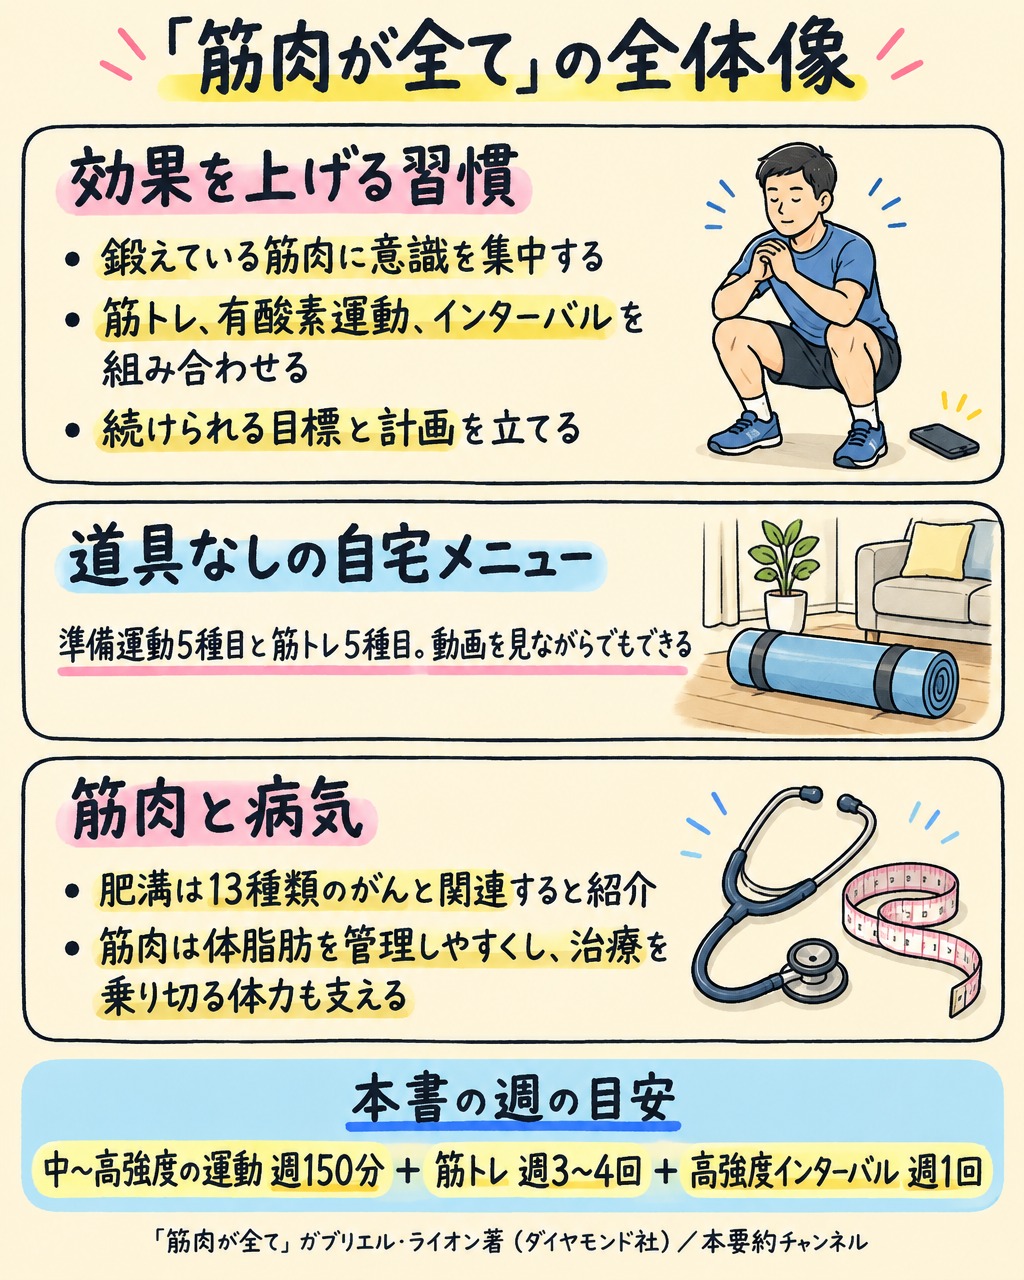 「筋肉が全て」の全体像
効果を上げる習慣
• 鍛えている筋肉に意識を集中する
• 筋トレ、有酸素運動、インターバルを
組み合わせる
• 続けられる目標と計画を立てる
道具なしの自宅メニュー
準備運動5種目と筋トレ5種目。動画を見ながらでもできる
筋肉と病気
• 肥満は13種類のがんと関連すると紹介
• 筋肉は体脂肪を管理しやすくし、治療を
乗り切る体力も支える
本書の週の目安
中〜高強度の運動 週150分 + 筋トレ 週3〜4回 + 高強度インターバル 週1回
「筋肉が全て」ガブリエル・ライオン著（ダイヤモンド社）／本要約チャンネル